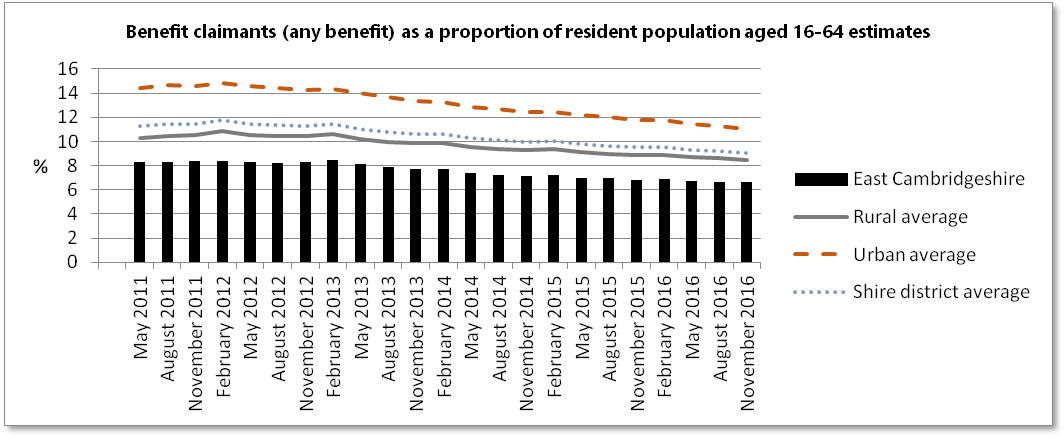 Benefit claimants (any benefit) as a proportion of resident population aged 16-64 estimates
16
14
12
10
8
6
4
2
0
%
May 2011
August 2011
November 2011
February 2012
May 2012
August 2012
November 2012
February 2013
May 2013
August 2013
November 2013
February 2014
May 2014
August 2014
November 2014
February 2015
May 2015
August 2015
November 2015
February 2016
May 2016
August 2016
November 2016
East Cambridgeshire
Rural average
Urban average
Shire district average